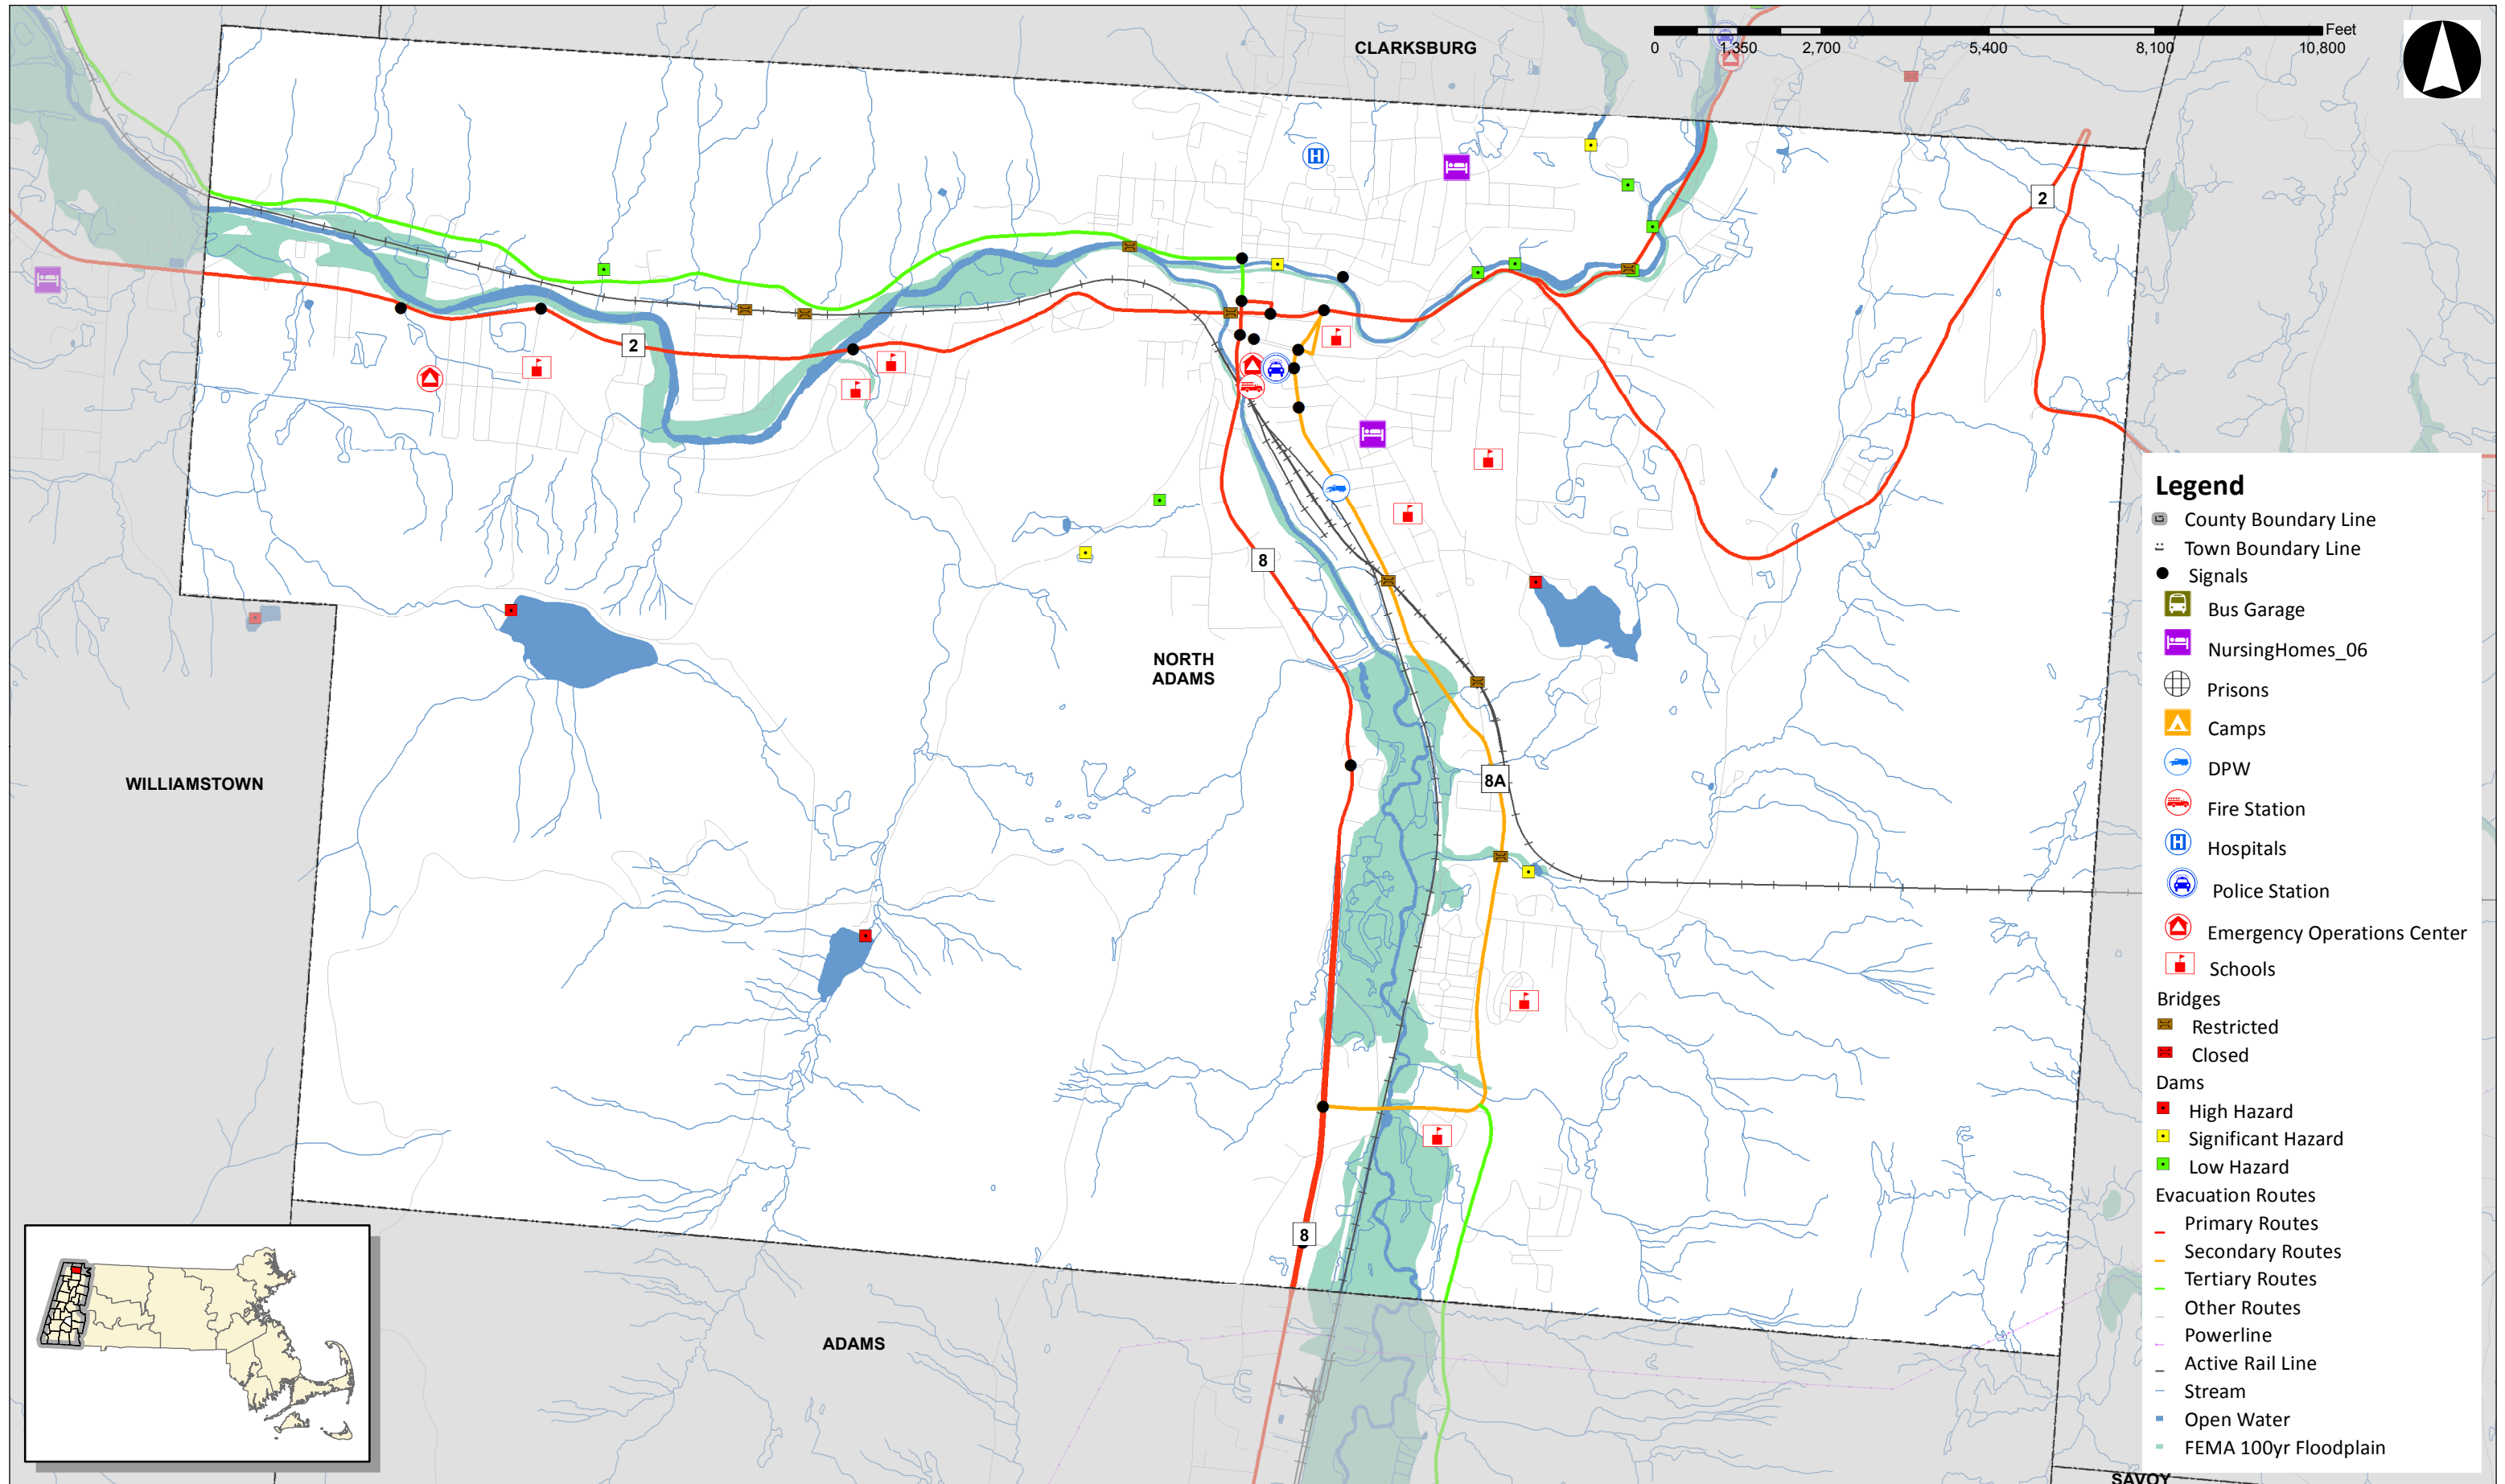 CLARKSBURG
Feet
0 1,350 2,700 5,400 8,100 10,800
2
2
8
NORTH
ADAMS
WILLIAMSTOWN
8A
8
ADAMS
SAVOY
Legend
County Boundary Line
Town Boundary Line
Signals
Bus Garage
NursingHomes_06
Prisons
Camps
DPW
Fire Station
H Hospitals
Police Station
Emergency Operations Center
Schools
Bridges
Restricted
Closed
Dams
High Hazard
Significant Hazard
Low Hazard
Evacuation Routes
Primary Routes
Secondary Routes
Tertiary Routes
Other Routes
Powerline
Active Rail Line
Stream
Open Water
FEMA 100yr Floodplain